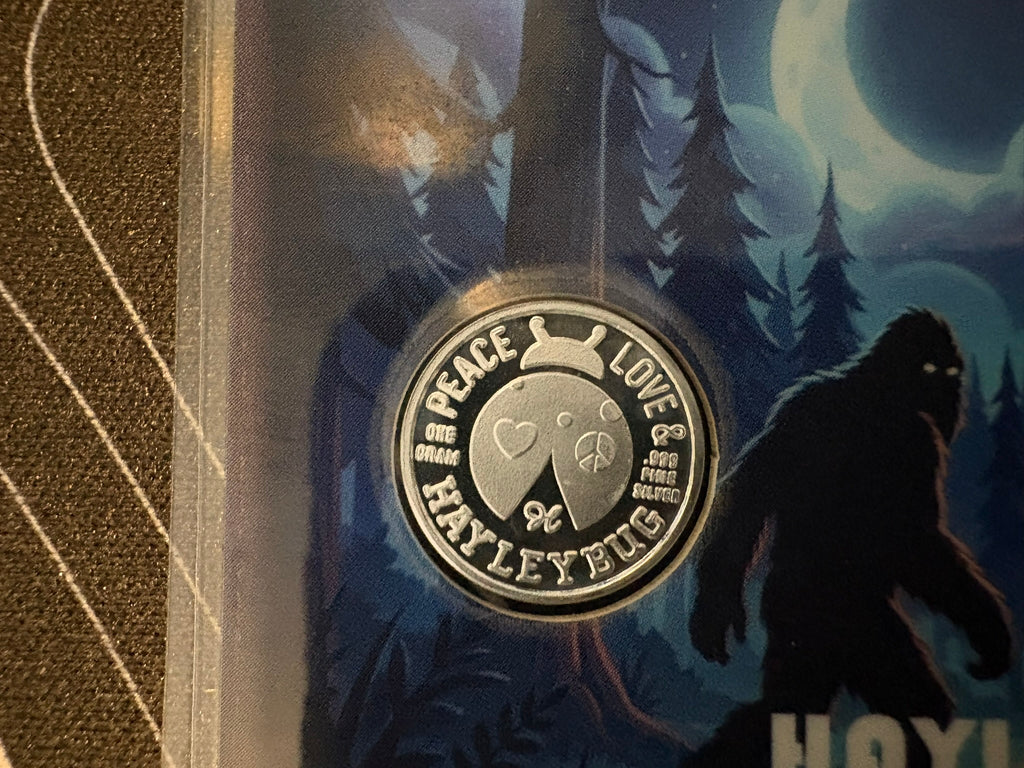 PEACE
LOVE &
ONE
GRAM
.999
FINE
SILVER
HAYLEYBUG